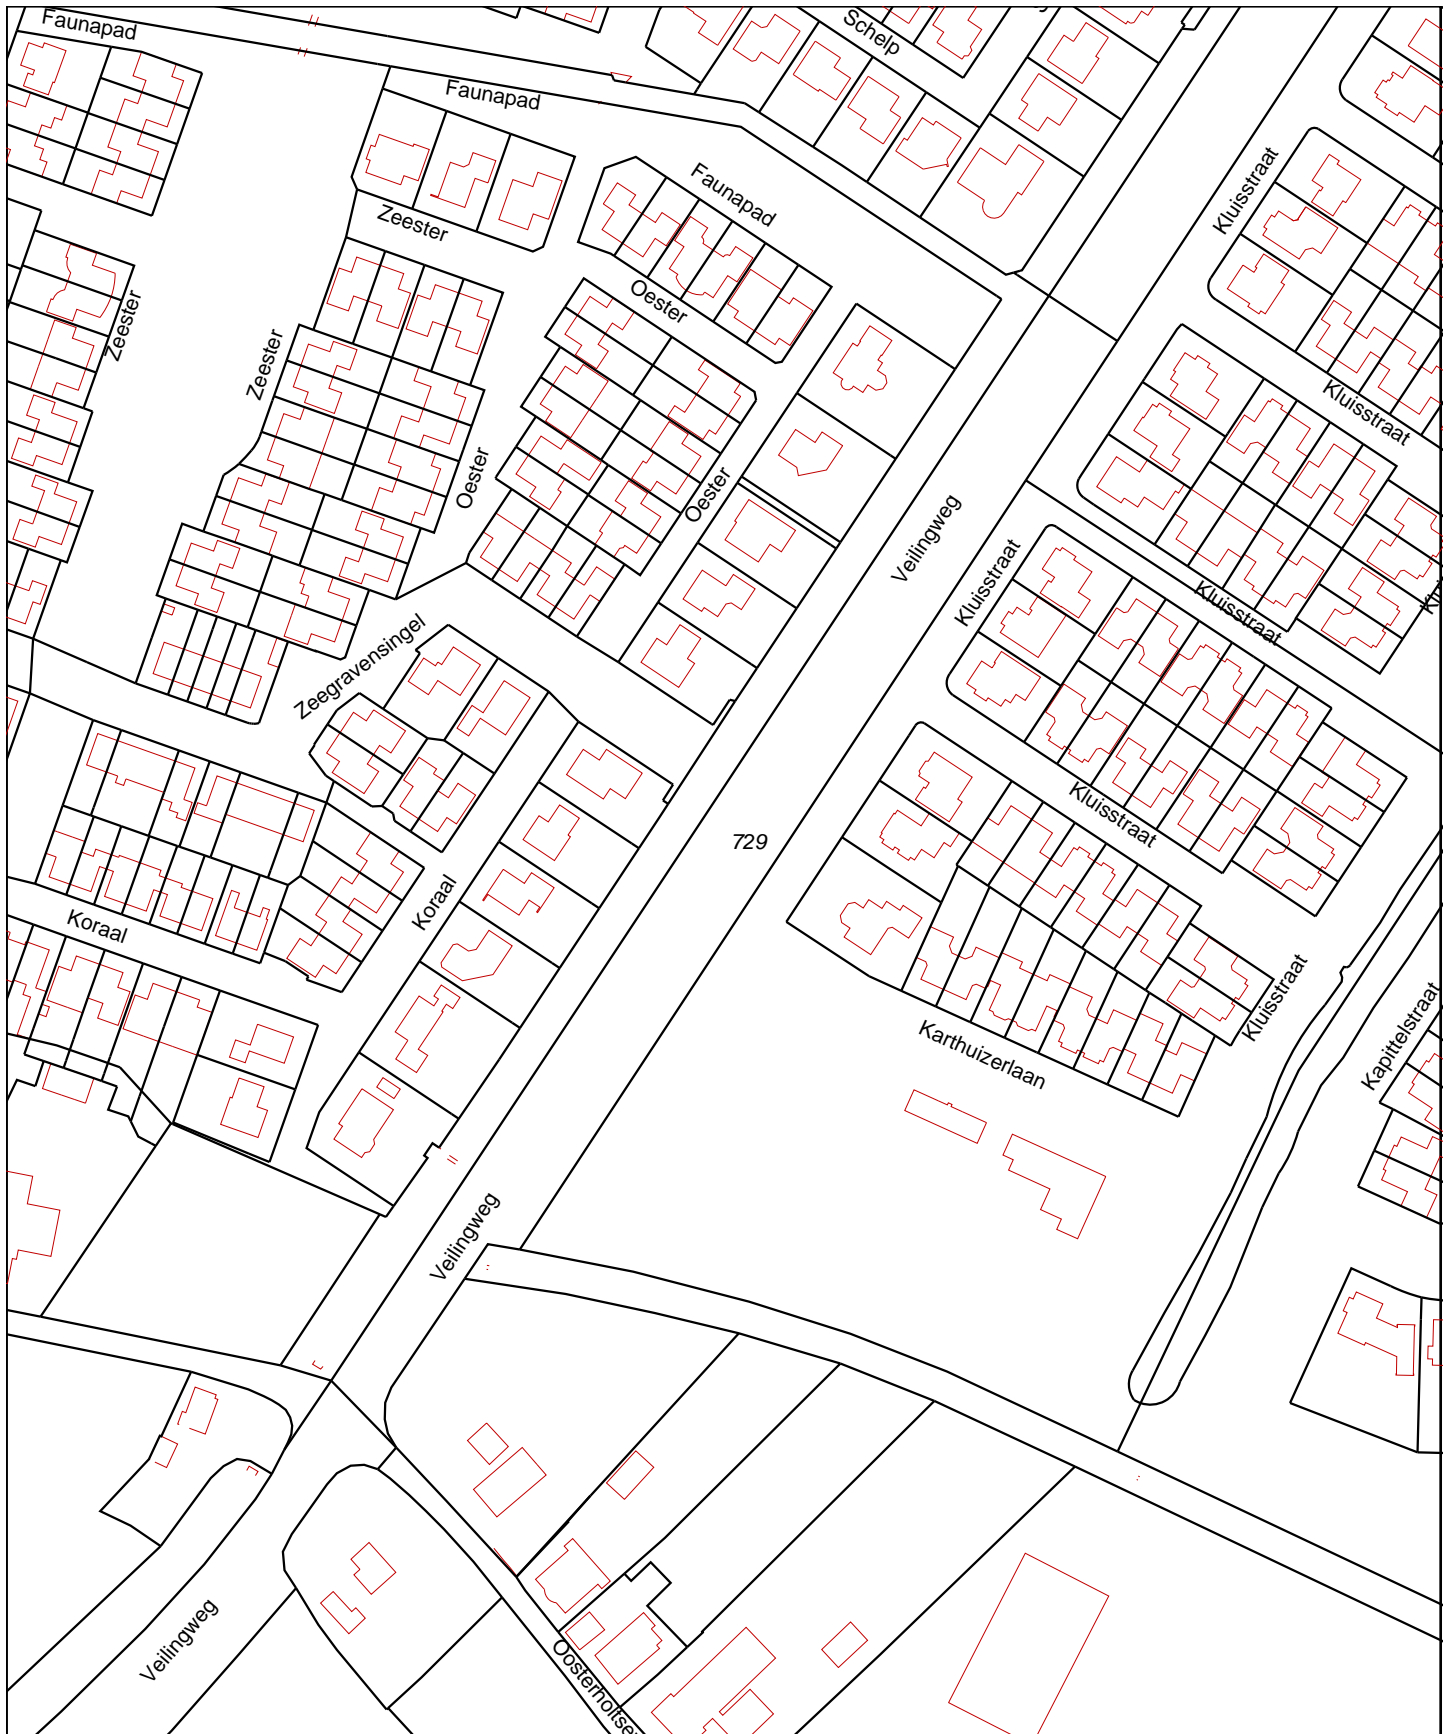 Faunapad
Schelp
Faunapad
Faunapad
Kluisstraat
Zeester
Oester
Zeester
Zeester
Kluisstraat
Oester
Oester
Veilingweg
Kluisstraat
Kluisstraat
Zeegravensingel
729
Kluisstraat
Koraal
Koraal
Kluisstraat
Kapittelstraat
Karthuizerlaan
Veilingweg
Veilingweg